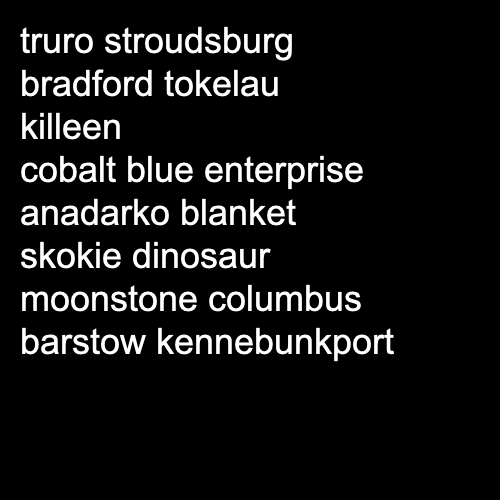 truro stroudsburg
bradford tokelau
killeen
cobalt blue enterprise
anadarko blanket
skokie dinosaur
moonstone columbus
barstow kennebunkport